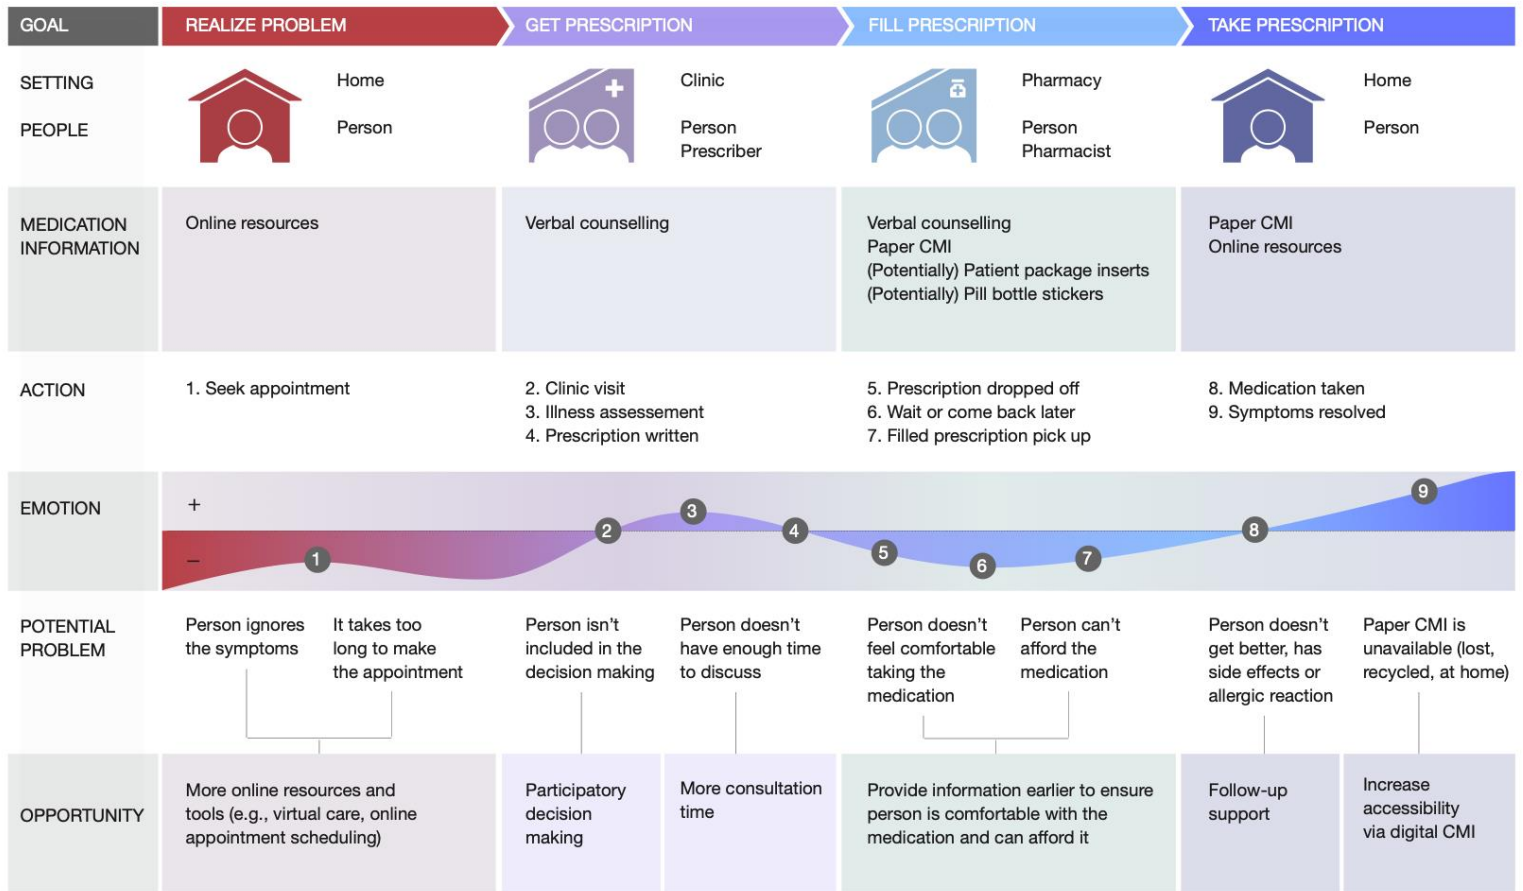 GOAL
REALIZE PROBLEM
GET PRESCRIPTION
FILL PRESCRIPTION
TAKE PRESCRIPTION
SETTING
Home
Clinic
Pharmacy
Home
PEOPLE
Person
Person
Prescriber
Person
Pharmacist
Person
MEDICATION
INFORMATION
Online resources
Verbal counselling
Verbal counselling
Paper CMI
(Potentially) Patient package inserts
(Potentially) Pill bottle stickers
Paper CMI
Online resources
ACTION
1. Seek appointment
2. Clinic visit
3. Illness assessement
4. Prescription written
5. Prescription dropped off
6. Wait or come back later
7. Filled prescription pick up
8. Medication taken
9. Symptoms resolved
EMOTION
+
−
1
2
3
4
5
6
7
8
9
POTENTIAL
PROBLEM
Person ignores
the symptoms
It takes too
long to make
the appointment
Person isn't
included in the
decision making
Person doesn't
have enough time
to discuss
Person doesn't
feel comfortable
taking the
medication
Person can't
afford the
medication
Person doesn't
get better, has
side effects or
allergic reaction
Paper CMI is
unavailable (lost,
recycled, at home)
OPPORTUNITY
More online resources and
tools (e.g., virtual care, online
appointment scheduling)
Participatory
decision
making
More consultation
time
Provide information earlier to ensure
person is comfortable with the
medication and can afford it
Follow-up
support
Increase
accessibility
via digital CMI